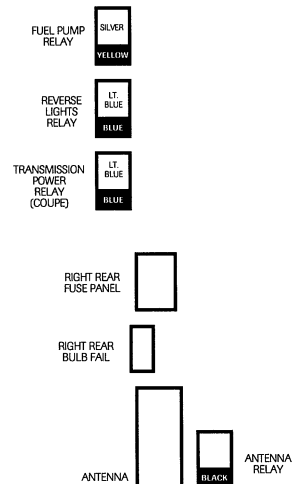 FUEL PUMP
RELAY
SILVER
YELLOW
REVERSE
LIGHTS
RELAY
LT.
BLUE
BLUE
TRANSMISSION
POWER
RELAY
(COUPE)
LT.
BLUE
BLUE
RIGHT REAR
FUSE PANEL
RIGHT REAR
BULB FAIL
ANTENNA
BLACK
ANTENNA
RELAY